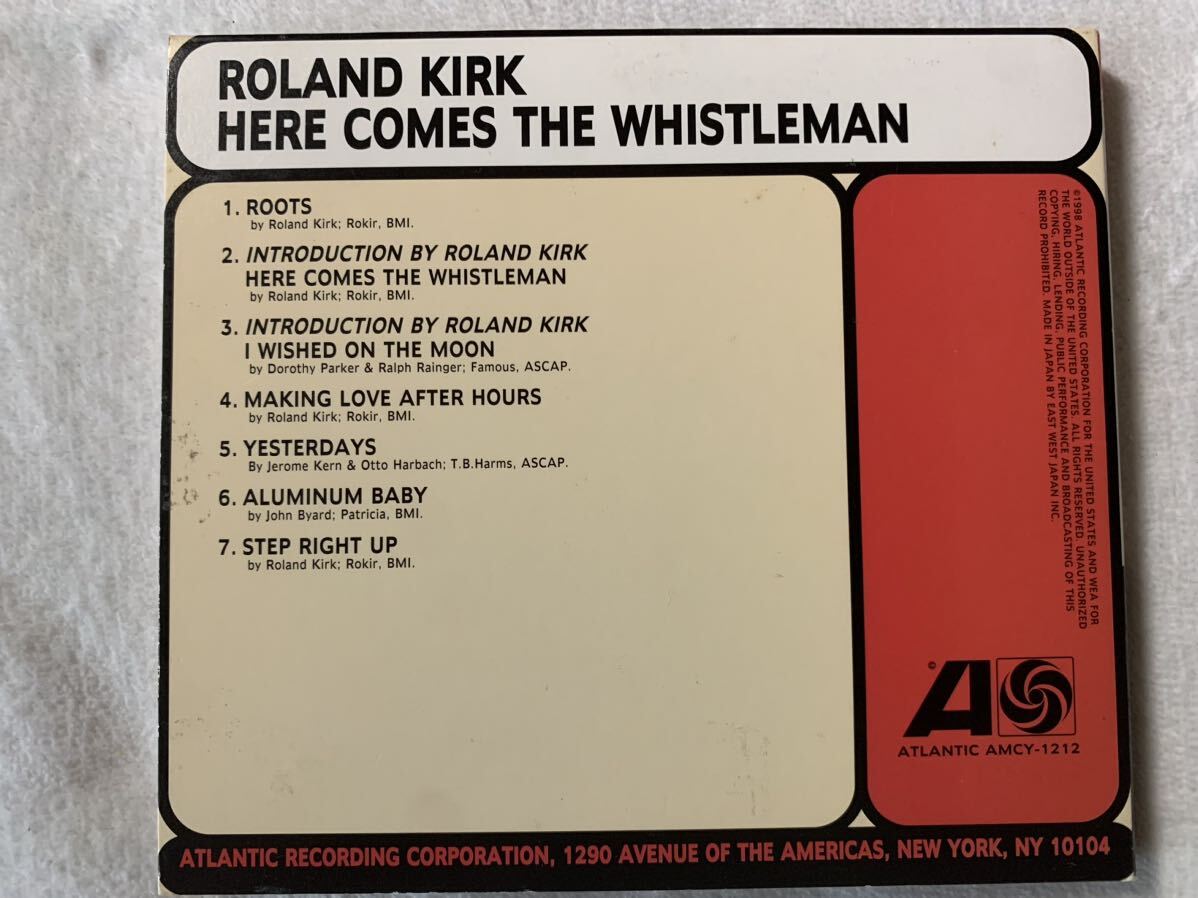 ROLAND KIRK
HERE COMES THE WHISTLEMAN
1. ROOTS
by Roland Kirk; Rokir, BMI.
2. INTRODUCTION BY ROLAND KIRK
HERE COMES THE WHISTLEMAN
by Roland Kirk; Rokir, BMI.
3. INTRODUCTION BY ROLAND KIRK
I WISHED ON THE MOON
by Dorothy Parker & Ralph Rainger; Famous, ASCAP.
4. MAKING LOVE AFTER HOURS
by Roland Kirk; Rokir, BMI.
5. YESTERDAYS
By Jerome Kern & Otto Harbach; T.B.Harms, ASCAP.
6. ALUMINUM BABY
by John Byard; Patricia, BMI.
7. STEP RIGHT UP
by Roland Kirk; Rokir, BMI.
©1998 ATLANTIC RECORDING CORPORATION FOR THE UNITED STATES AND WEA FOR
THE WORLD OUTSIDE OF THE UNITED STATES. ALL RIGHTS RESERVED. UNAUTHORIZED
COPYING, HIRING, LENDING, PUBLIC PERFORMANCE AND BROADCASTING OF THIS
RECORD PROHIBITED. MADE IN JAPAN BY EAST WEST JAPAN INC.
© A
ATLANTIC AMCY-1212
ATLANTIC RECORDING CORPORATION, 1290 AVENUE OF THE AMERICAS, NEW YORK, NY 10104